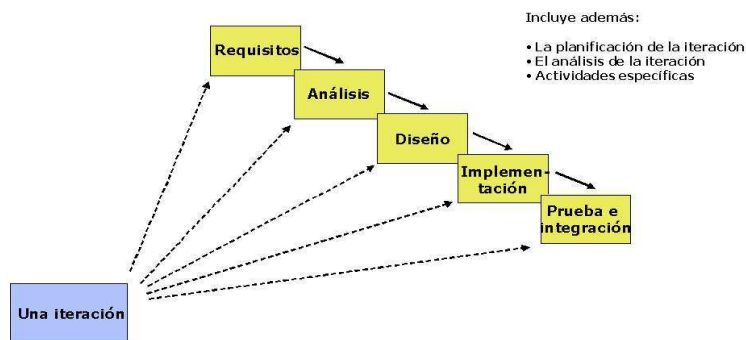 Incluye además:
• La planificación de la iteración
• El análisis de la iteración
• Actividades específicas
Requisitos
Análisis
Diseño
Implemen-
tación
Prueba e
integración
Una iteración